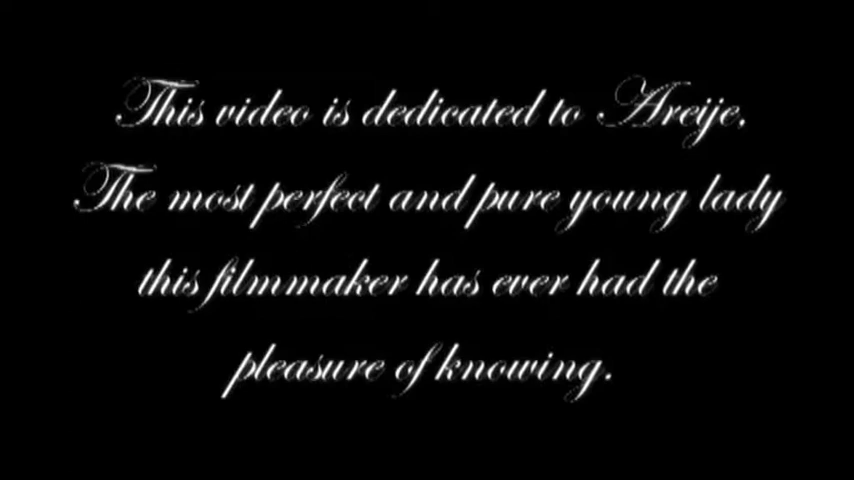 This video is dedicated to Areije,
The most perfect and pure young lady
this filmmaker has ever had the
pleasure of knowing.